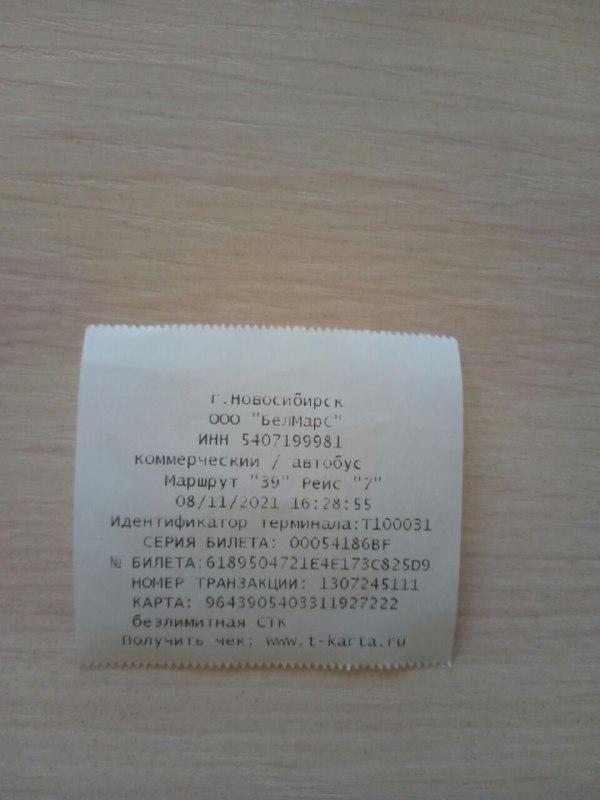 г.Новосибирск
ООО "БелМарс"
ИНН 5407199981
коммерческий / автобус
Маршрут "39" Рейс "7"
08/11/2021 16:28:55
Идентификатор терминала:T100031
СЕРИЯ БИЛЕТА: 00054186BF
№ БИЛЕТА:6189504721E4E173C825D9
НОМЕР ТРАНЗАКЦИИ: 1307245111
КАРТА: 9643905403311927222
безлимитная СТК
Получить чек: www.t-karta.ru